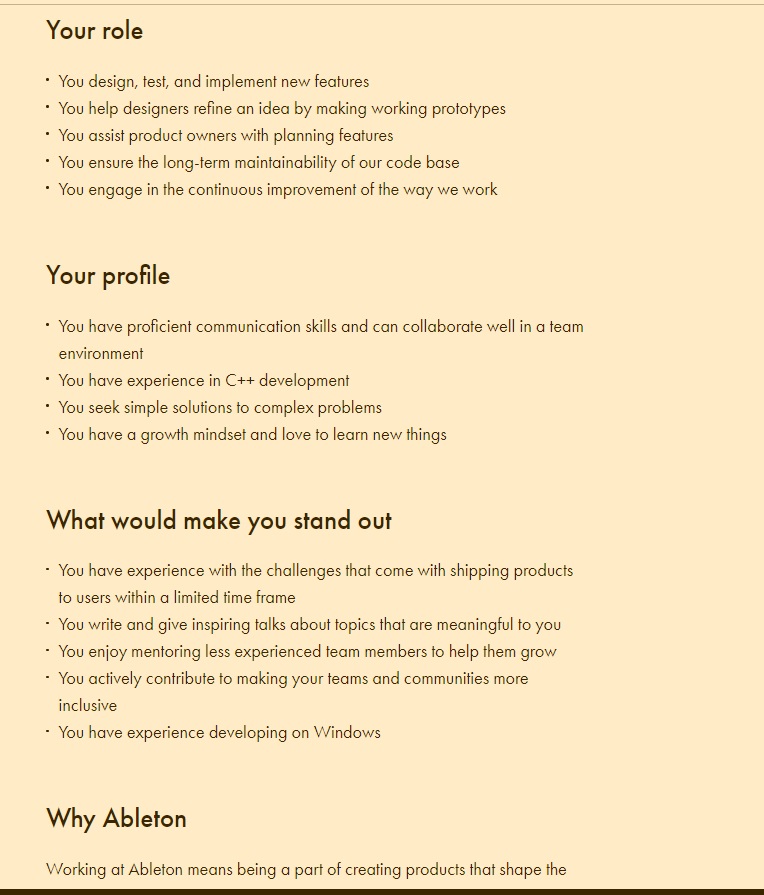 Your role
• You design, test, and implement new features
• You help designers refine an idea by making working prototypes
• You assist product owners with planning features
• You ensure the long-term maintainability of our code base
• You engage in the continuous improvement of the way we work
Your profile
• You have proficient communication skills and can collaborate well in a team
environment
• You have experience in C++ development
• You seek simple solutions to complex problems
• You have a growth mindset and love to learn new things
What would make you stand out
• You have experience with the challenges that come with shipping products
to users within a limited time frame
• You write and give inspiring talks about topics that are meaningful to you
• You enjoy mentoring less experienced team members to help them grow
• You actively contribute to making your teams and communities more
inclusive
• You have experience developing on Windows
Why Ableton
Working at Ableton means being a part of creating products that shape the